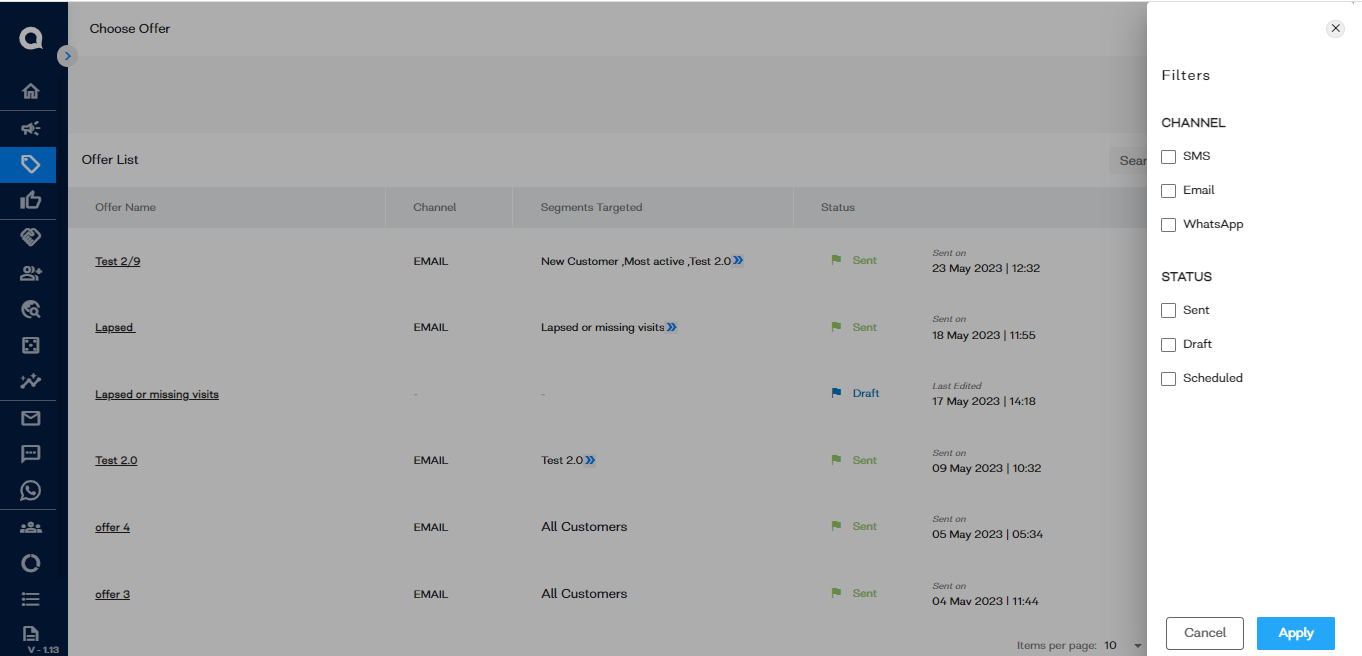 Choose Offer
Offer List
Sear
Offer Name Channel Segments Targeted Status
Test 2/9 EMAIL New Customer ,Most active ,Test 2.0 Sent Sent on
23 May 2023 | 12:32
Lapsed EMAIL Lapsed or missing visits Sent Sent on
18 May 2023 | 11:55
Lapsed or missing visits - - Draft Last Edited
17 May 2023 | 14:18
Test 2.0 EMAIL Test 2.0 Sent Sent on
09 May 2023 | 10:32
offer 4 EMAIL All Customers Sent Sent on
05 May 2023 | 05:34
offer 3 EMAIL All Customers Sent Sent on
04 May 2023 | 11:44
Items per page: 10
V - 1.13
Filters
CHANNEL
SMS
Email
WhatsApp
STATUS
Sent
Draft
Scheduled
Cancel Apply